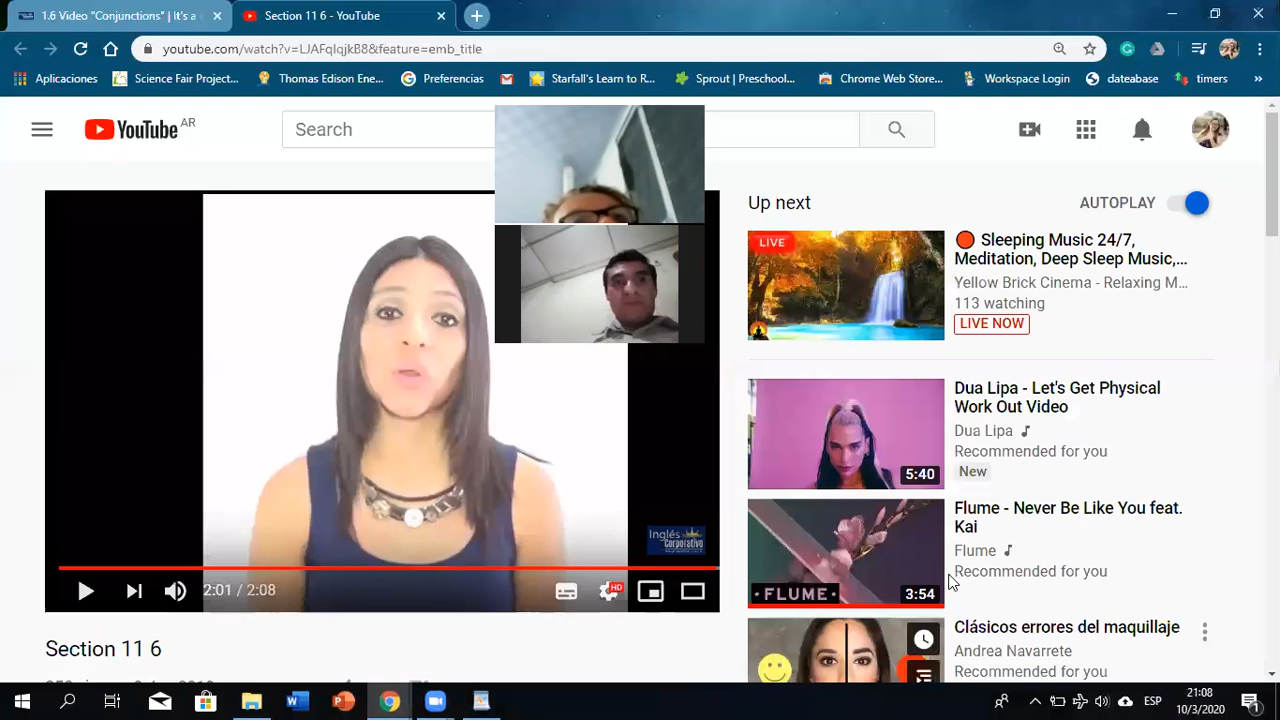 1.6 Video "Conjunctions" | It's a
Section 11 6 - YouTube
youtube.com/watch?v=LJAFqIqjkB8&feature=emb_title
Aplicaciones
Science Fair Project...
Thomas Edison Ene...
Preferencias
Starfall's Learn to R...
Sprout | Preschool...
Chrome Web Store...
Workspace Login
dateabase
timers
»
YouTube AR
Search
Up next
AUTOPLAY
LIVE
Sleeping Music 24/7,
Meditation, Deep Sleep Music,...
Yellow Brick Cinema - Relaxing M...
113 watching
LIVE NOW
Dua Lipa - Let's Get Physical
Work Out Video
Dua Lipa
Recommended for you
New
5:40
Flume - Never Be Like You feat.
Kai
Flume
Recommended for you
FLUME
3:54
Clásicos errores del maquillaje
Andrea Navarrete
Recommended for you
Inglés
Corporativo
2:01 / 2:08
HD
Section 11 6
ESP
21:08
10/3/2020